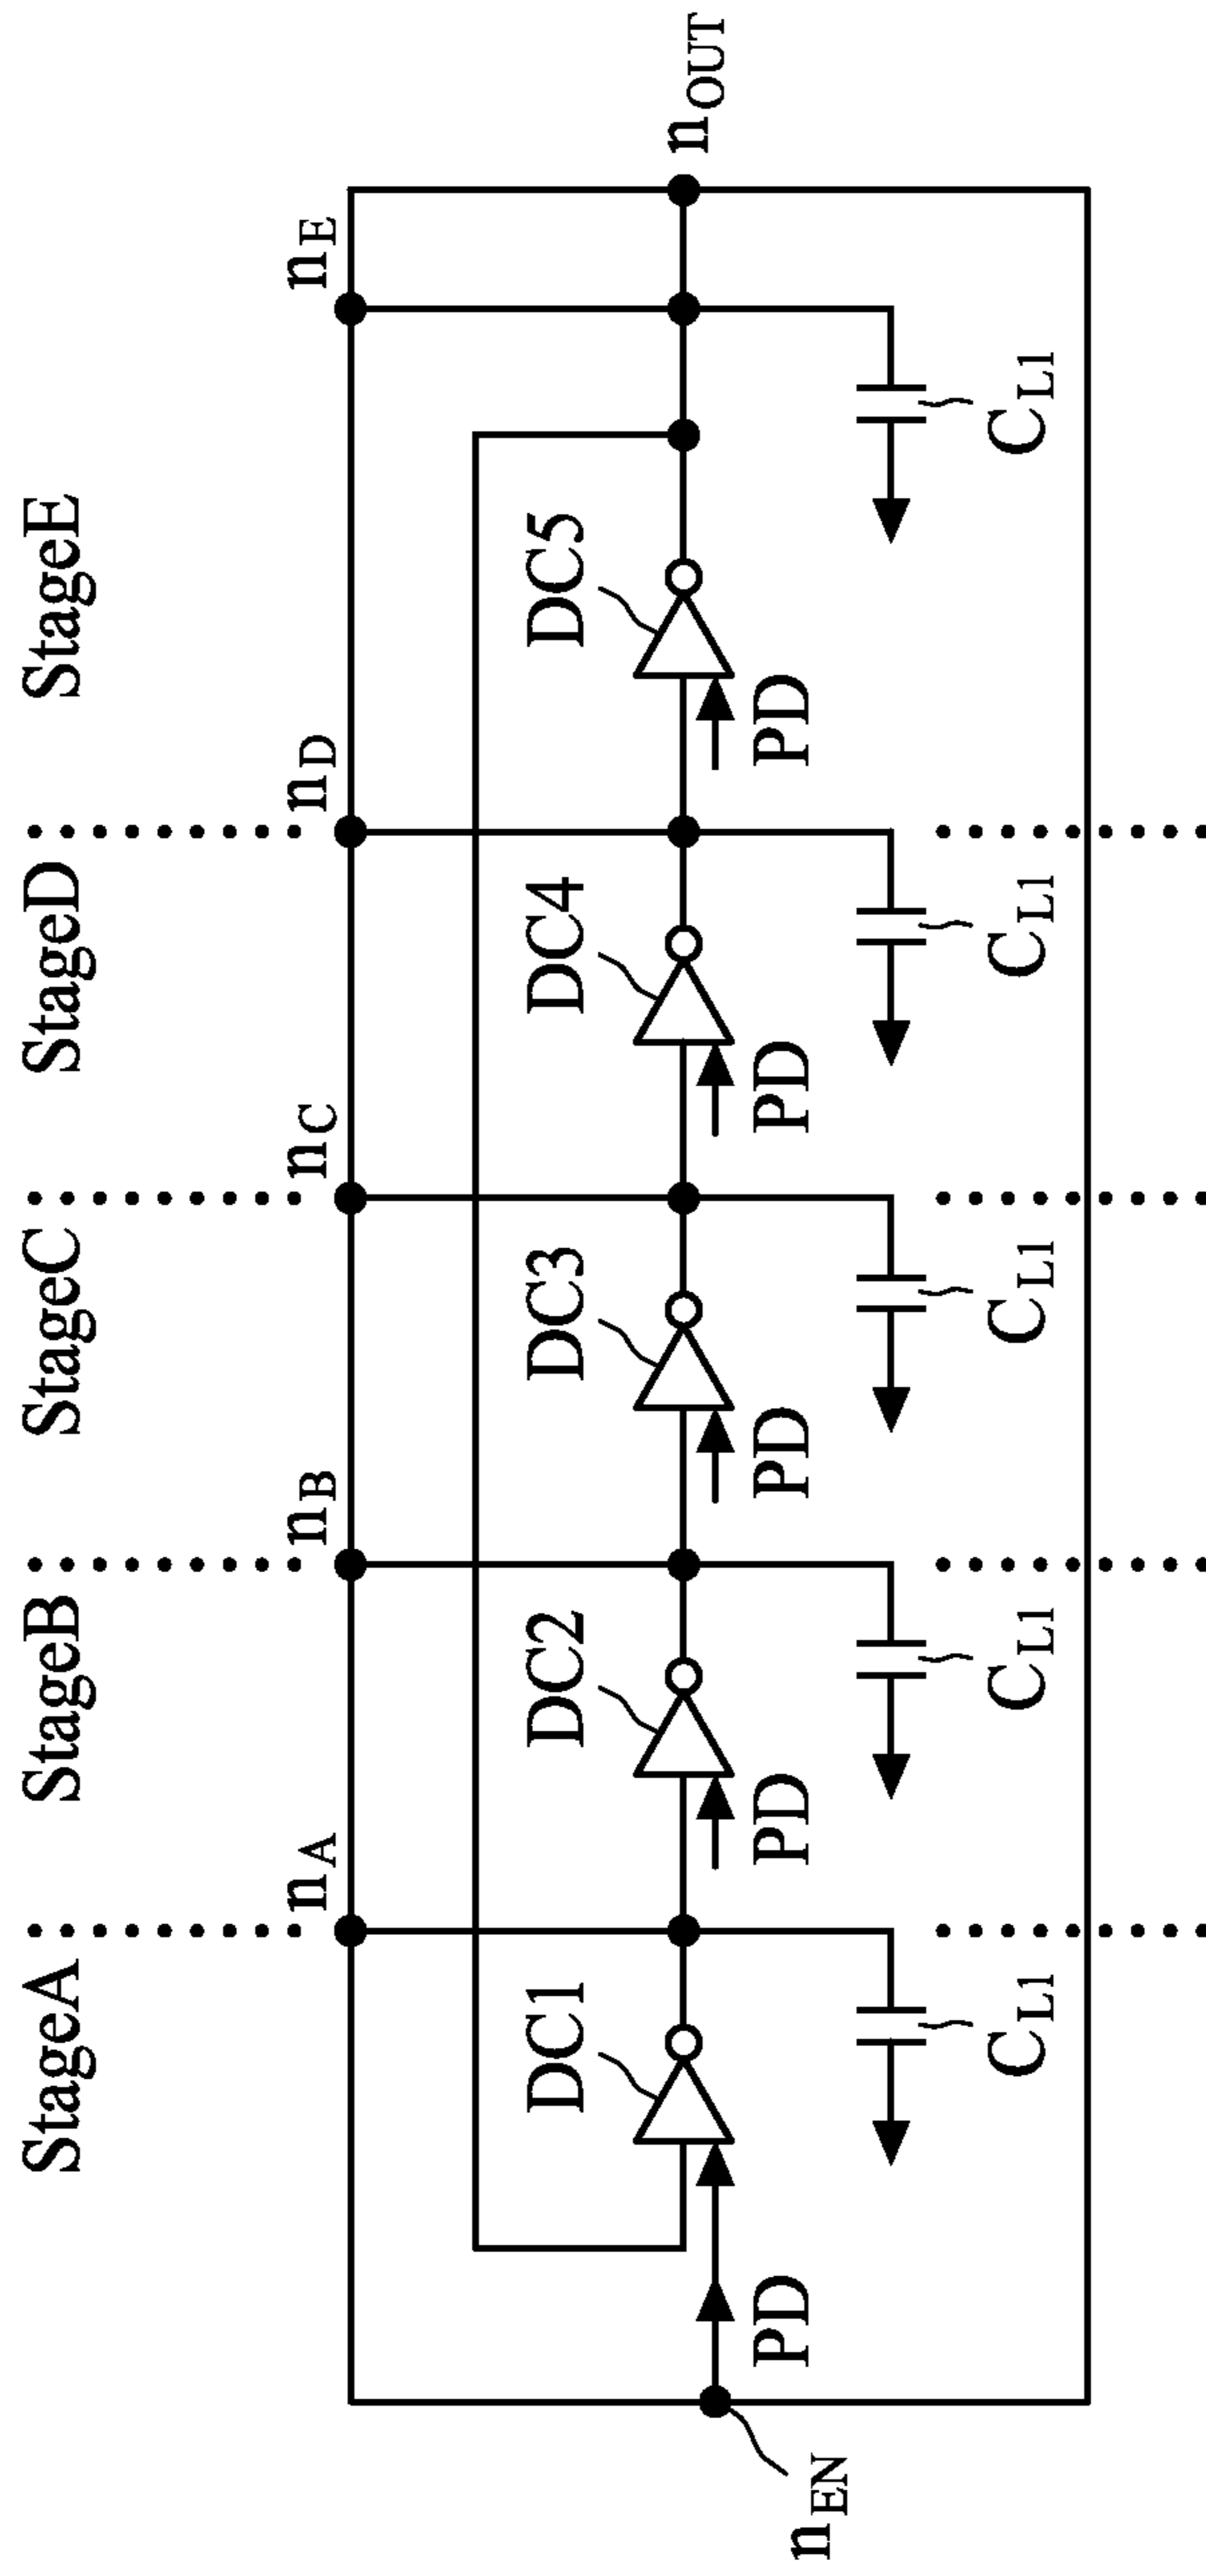 StageA StageB StageC StageD StageE
nA nB nC nD nE
DC1 DC2 DC3 DC4 DC5
nOUT
PD PD PD PD PD
nEN
CL1 CL1 CL1 CL1 CL1